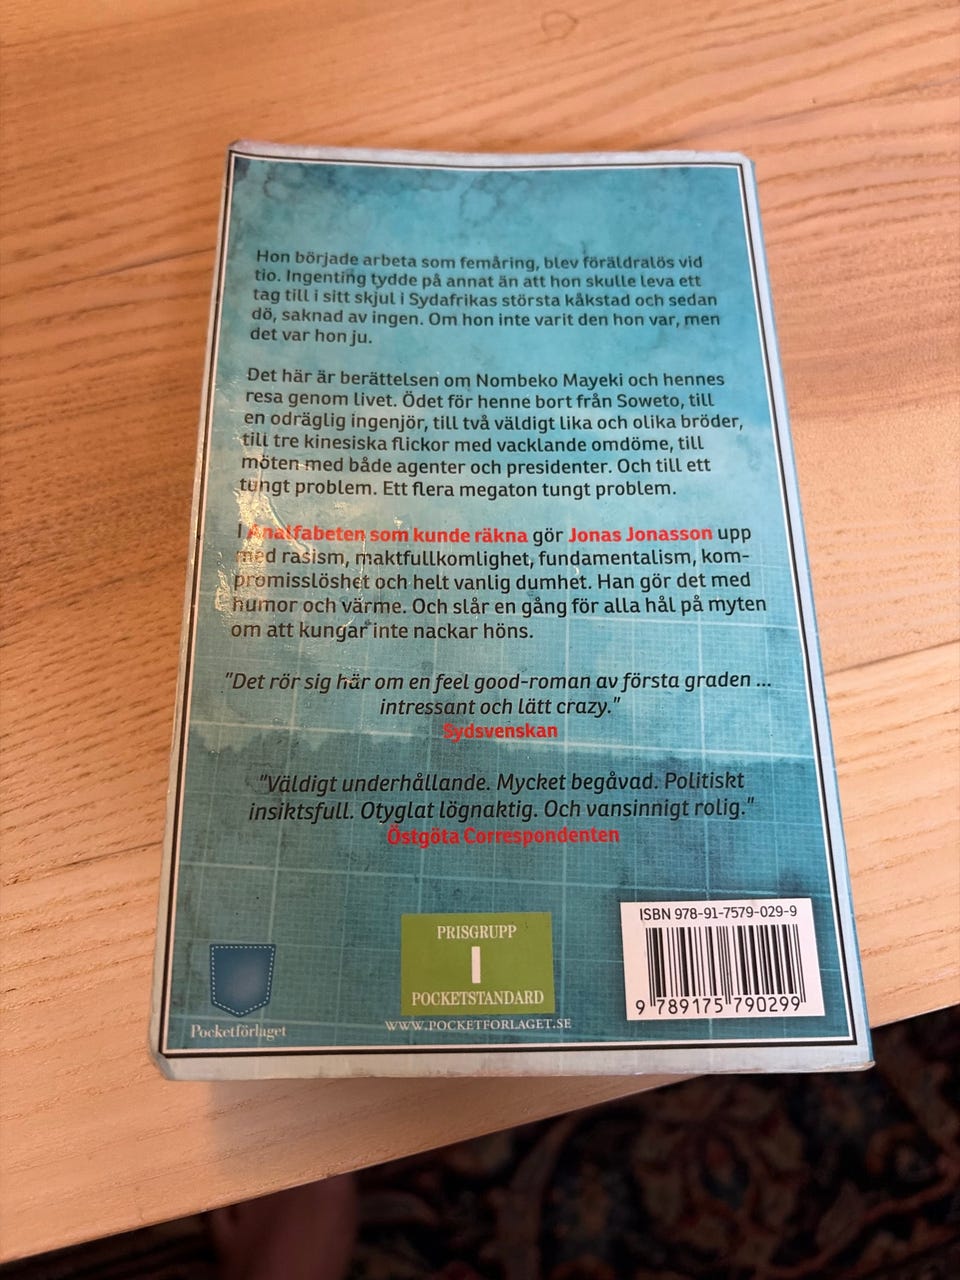 Hon började arbeta som femåring, blev föräldralös vid
tio. Ingenting tydde på annat än att hon skulle leva ett
tag till i sitt skjul i Sydafrikas största kåkstad och sedan
dö, saknad av ingen. Om hon inte varit den hon var, men
det var hon ju.
Det här är berättelsen om Nombeko Mayeki och hennes
resa genom livet. Ödet för henne bort från Soweto, till
en odräglig ingenjör, till två väldigt lika och olika bröder,
till tre kinesiska flickor med vacklande omdöme, till
möten med både agenter och presidenter. Och till ett
tungt problem. Ett flera megaton tungt problem.
I Analfabeten som kunde räkna gör Jonas Jonasson upp
med rasism, maktfullkomlighet, fundamentalism, kom-
promisslöshet och helt vanlig dumhet. Han gör det med
humor och värme. Och slår en gång för alla hål på myten
om att kungar inte nackar höns.
"Det rör sig här om en feel good-roman av första graden ...
intressant och lätt crazy."
Sydsvenskan
"Väldigt underhållande. Mycket begåvad. Politiskt
insiktsfull. Otyglat lögnaktig. Och vansinnigt rolig."
Östgöta Correspondenten
Pocketförlaget
PRISGRUPP
I
POCKETSTANDARD
WWW.POCKETFORLAGET.SE
ISBN 978-91-7579-029-9
9 789175 790299